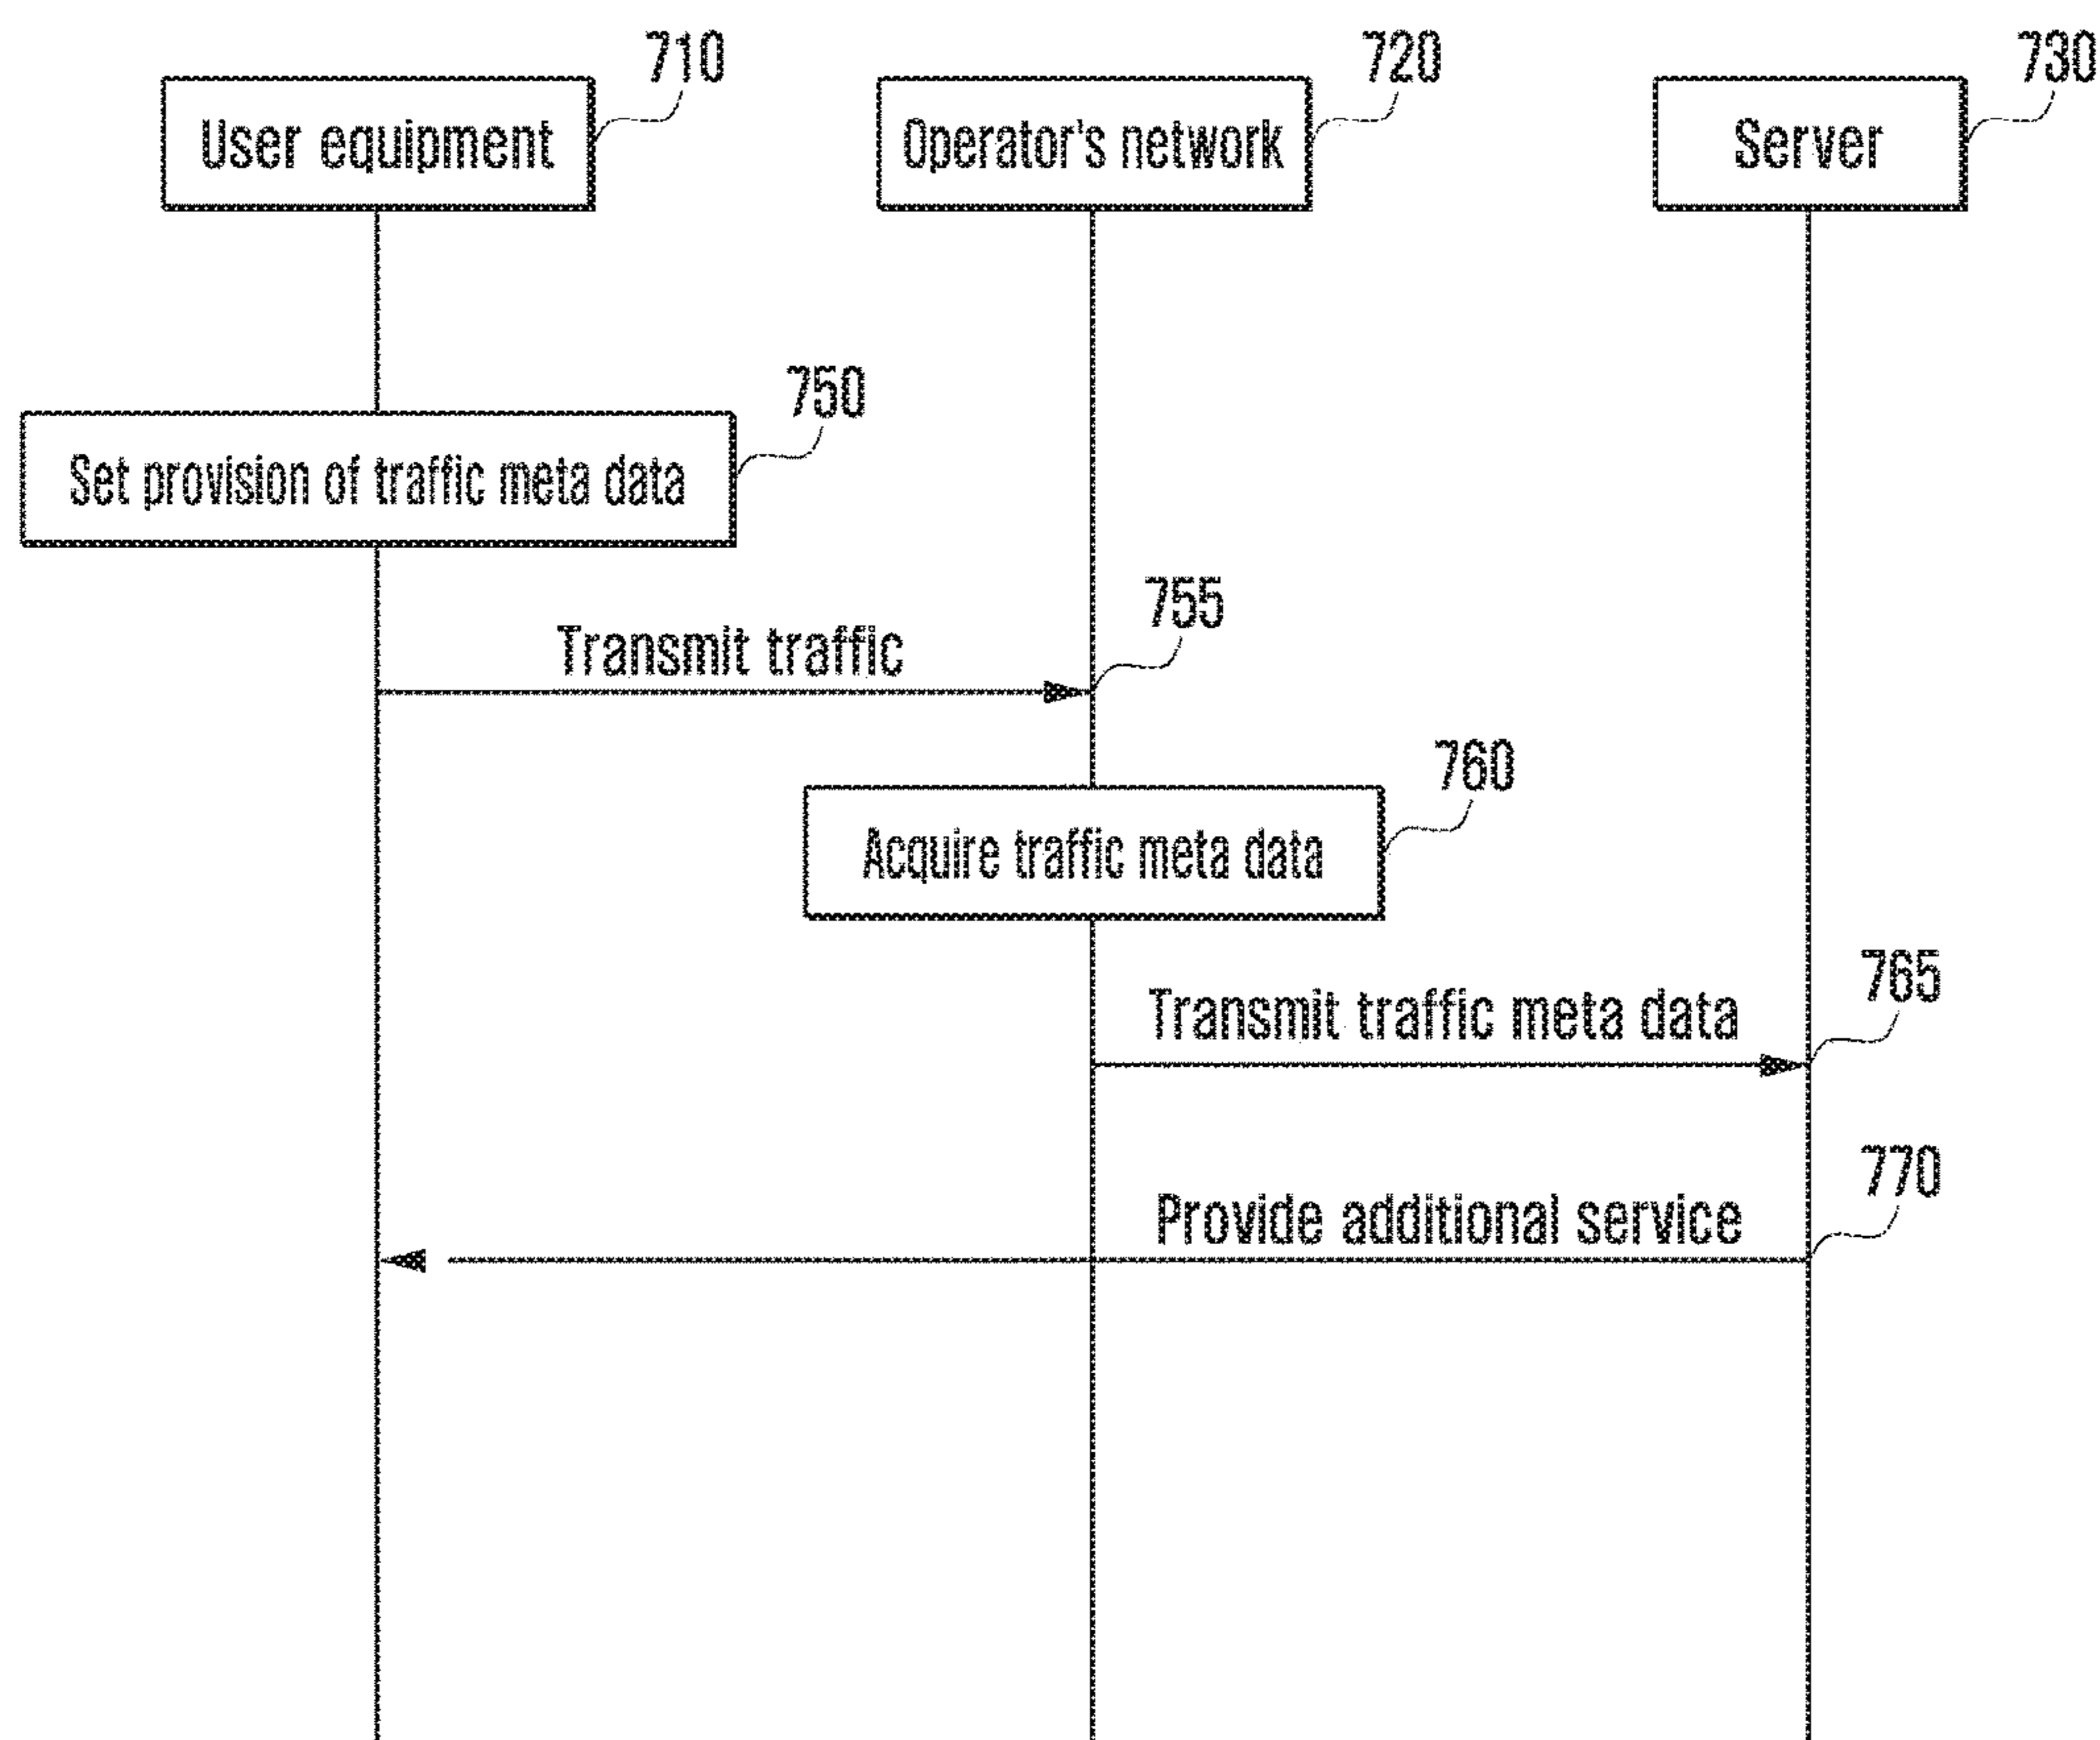 710
720
730
User equipment
Operator's network
Server
750
Set provision of traffic meta data
755
Transmit traffic
760
Acquire traffic meta data
765
Transmit traffic meta data
770
Provide additional service